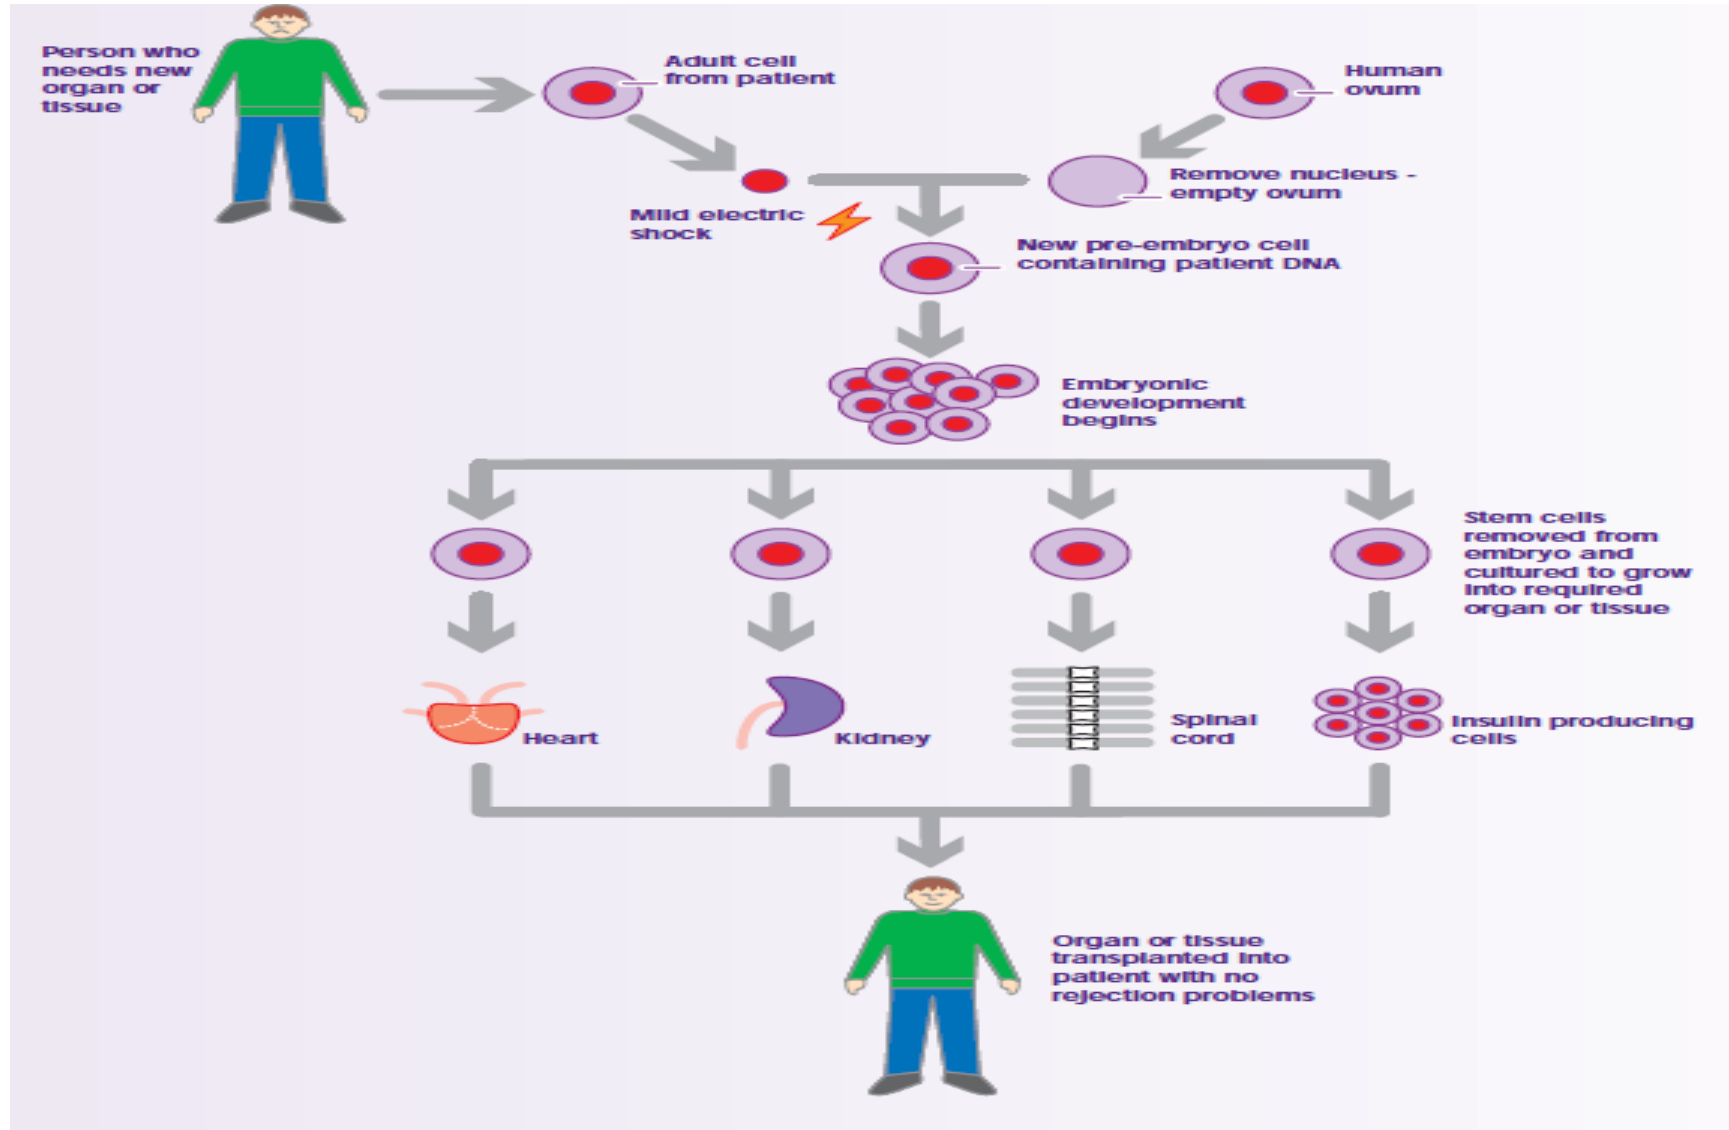 Person who
needs new
organ or
tissue
Adult cell
from patient
Human
ovum
Remove nucleus -
empty ovum
Mild electric
shock
New pre-embryo cell
containing patient DNA
Embryonic
development
begins
Stem cells
removed from
embryo and
cultured to grow
into required
organ or tissue
Heart
Kidney
Spinal
cord
Insulin producing
cells
Organ or tissue
transplanted into
patient with no
rejection problems